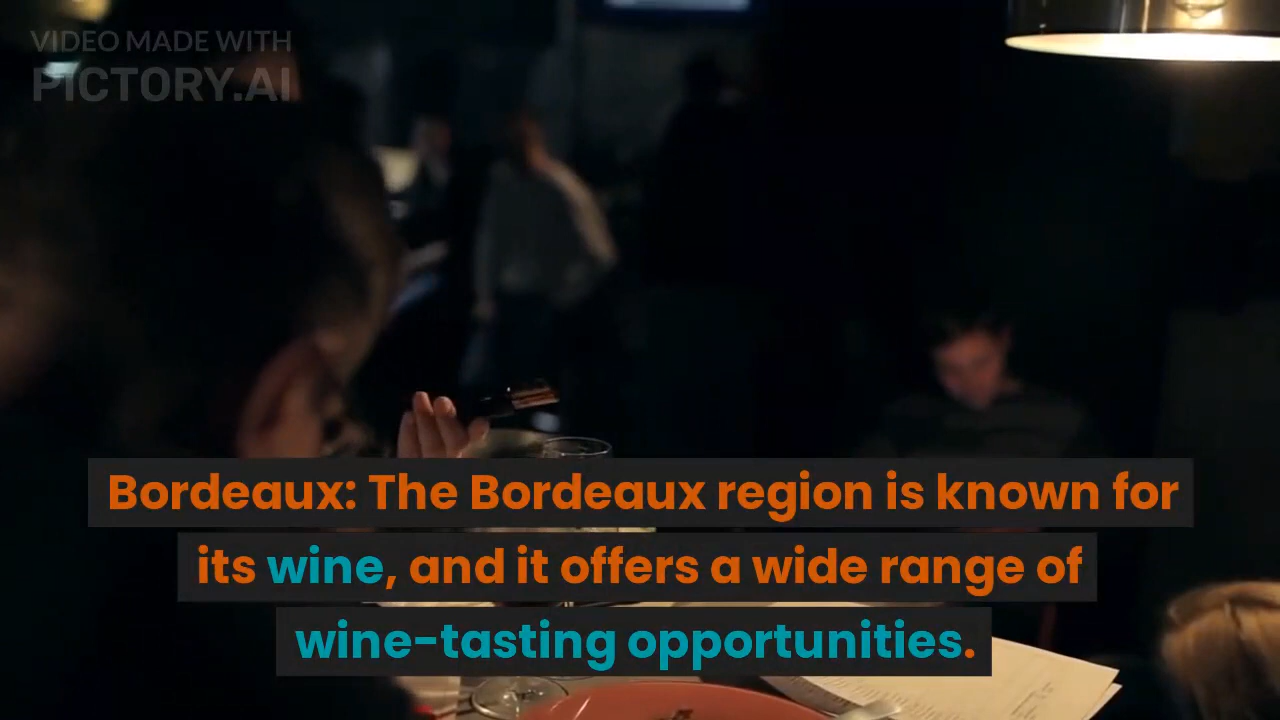 VIDEO MADE WITH
PICTORY.AI
Bordeaux: The Bordeaux region is known for
its wine, and it offers a wide range of
wine-tasting opportunities.